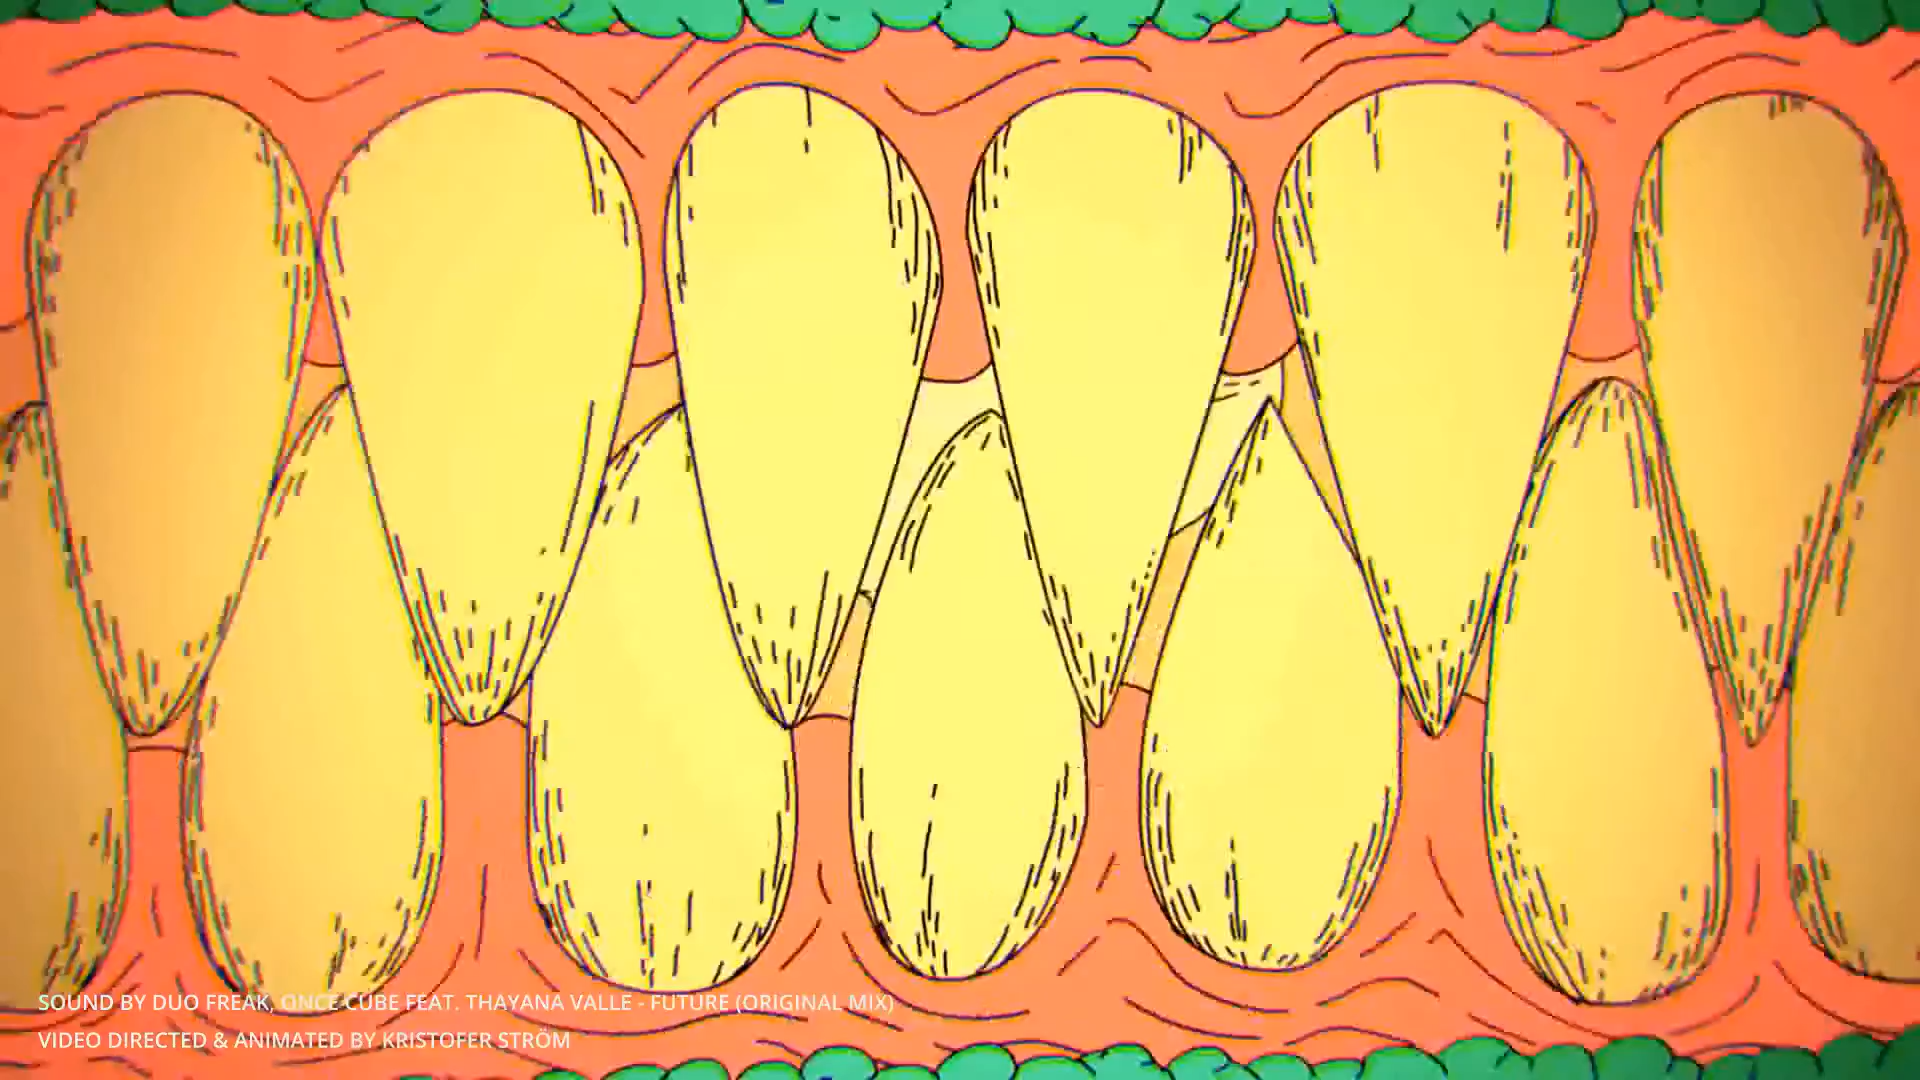 SOUND BY DUO FREAK, ONCE CUBE FEAT. THAYANA VALLE - FUTURE (ORIGINAL MIX)
VIDEO DIRECTED & ANIMATED BY KRISTOFER STRÖM